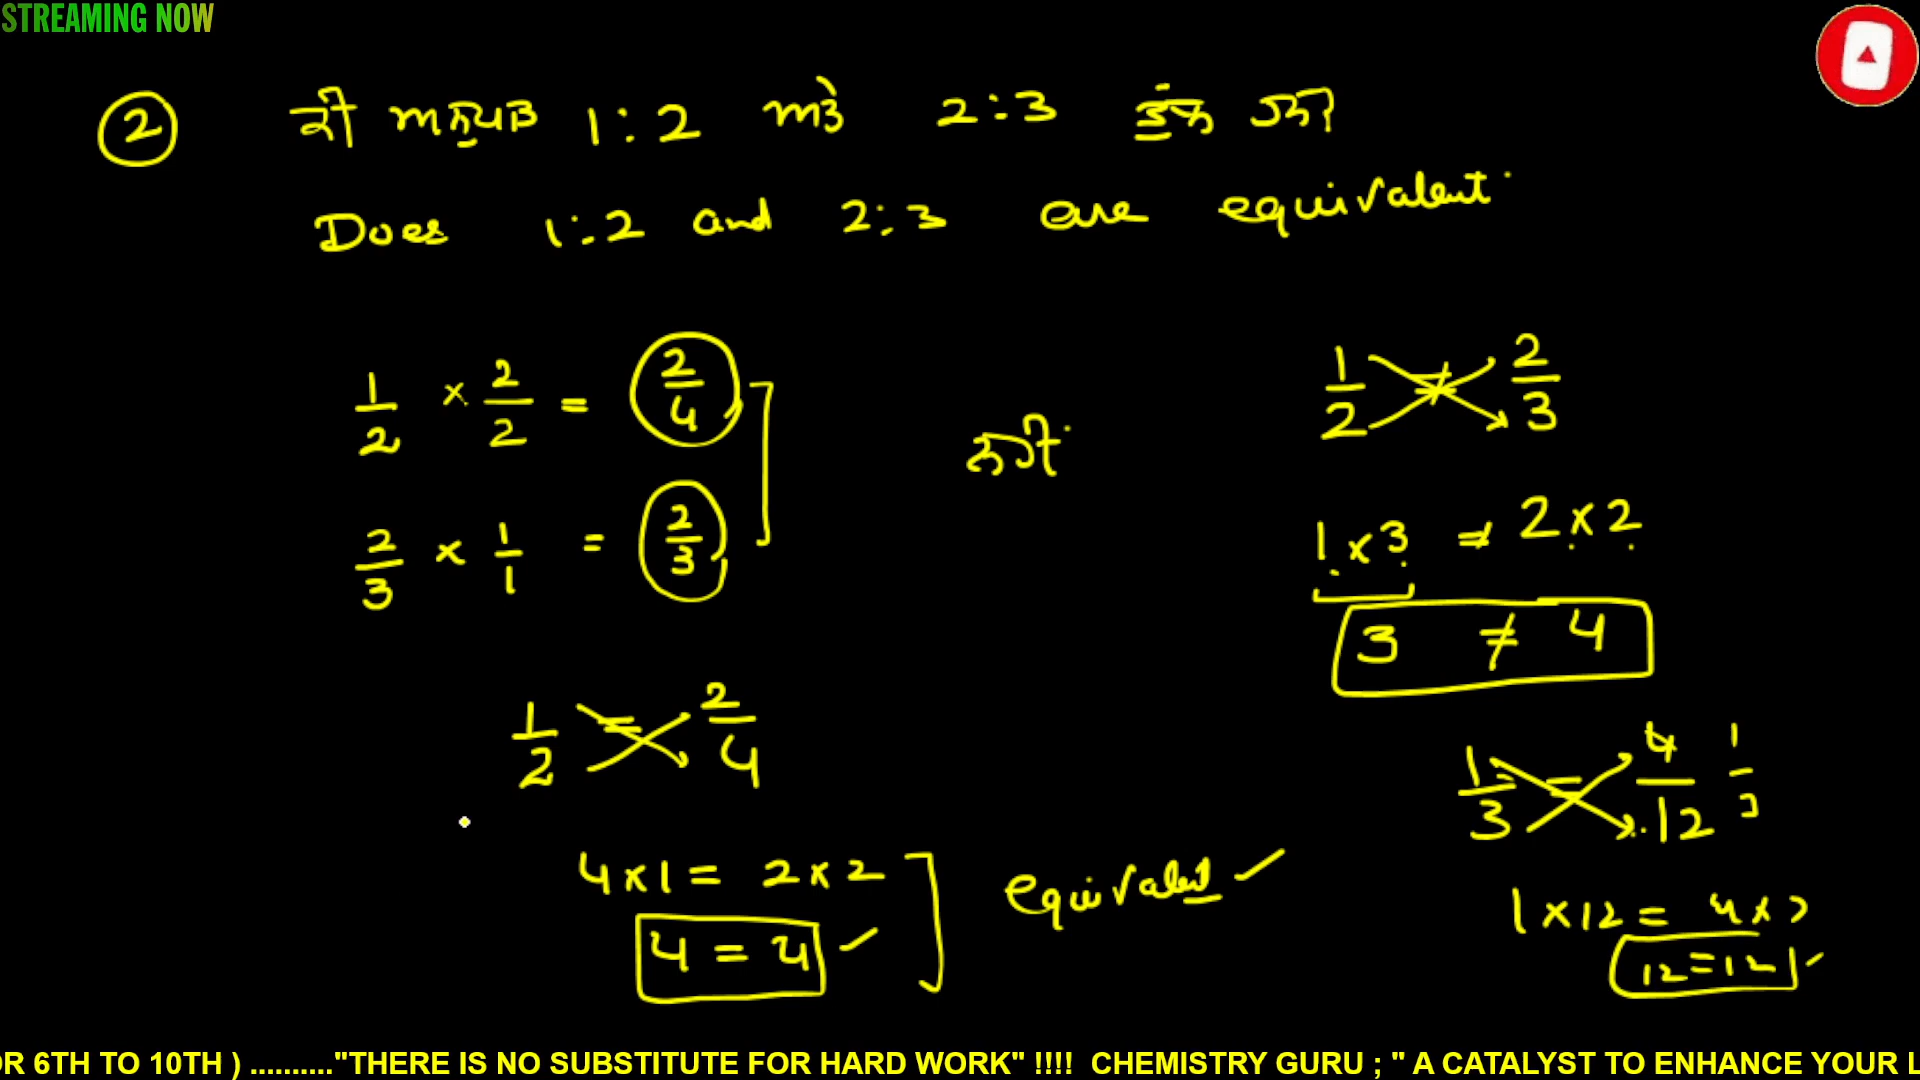 STREAMING NOW
② ਕੀ ਅਨੁਪਾਤ 1 : 2 ਅਤੇ 2 : 3 ਤੁੱਲ ਹਨ?
Does 1 : 2 and 2 : 3 are equivalent.
1/2 × 2/2 = 2/4
2/3 × 1/1 = 2/3
ਨਹੀਂ
1/2 ≠ 2/3
1 × 3 = 2 × 2
3 ≠ 4
1/2 = 2/4
4 × 1 = 2 × 2
4 = 4 ✓
equivalent ✓
1/3 = 4/12
1 × 12 = 4 × 3
12 = 12 ✓
6TH TO 10TH ) .........."THERE IS NO SUBSTITUTE FOR HARD WORK" !!!! CHEMISTRY GURU ; " A CATALYST TO ENHANCE YOUR